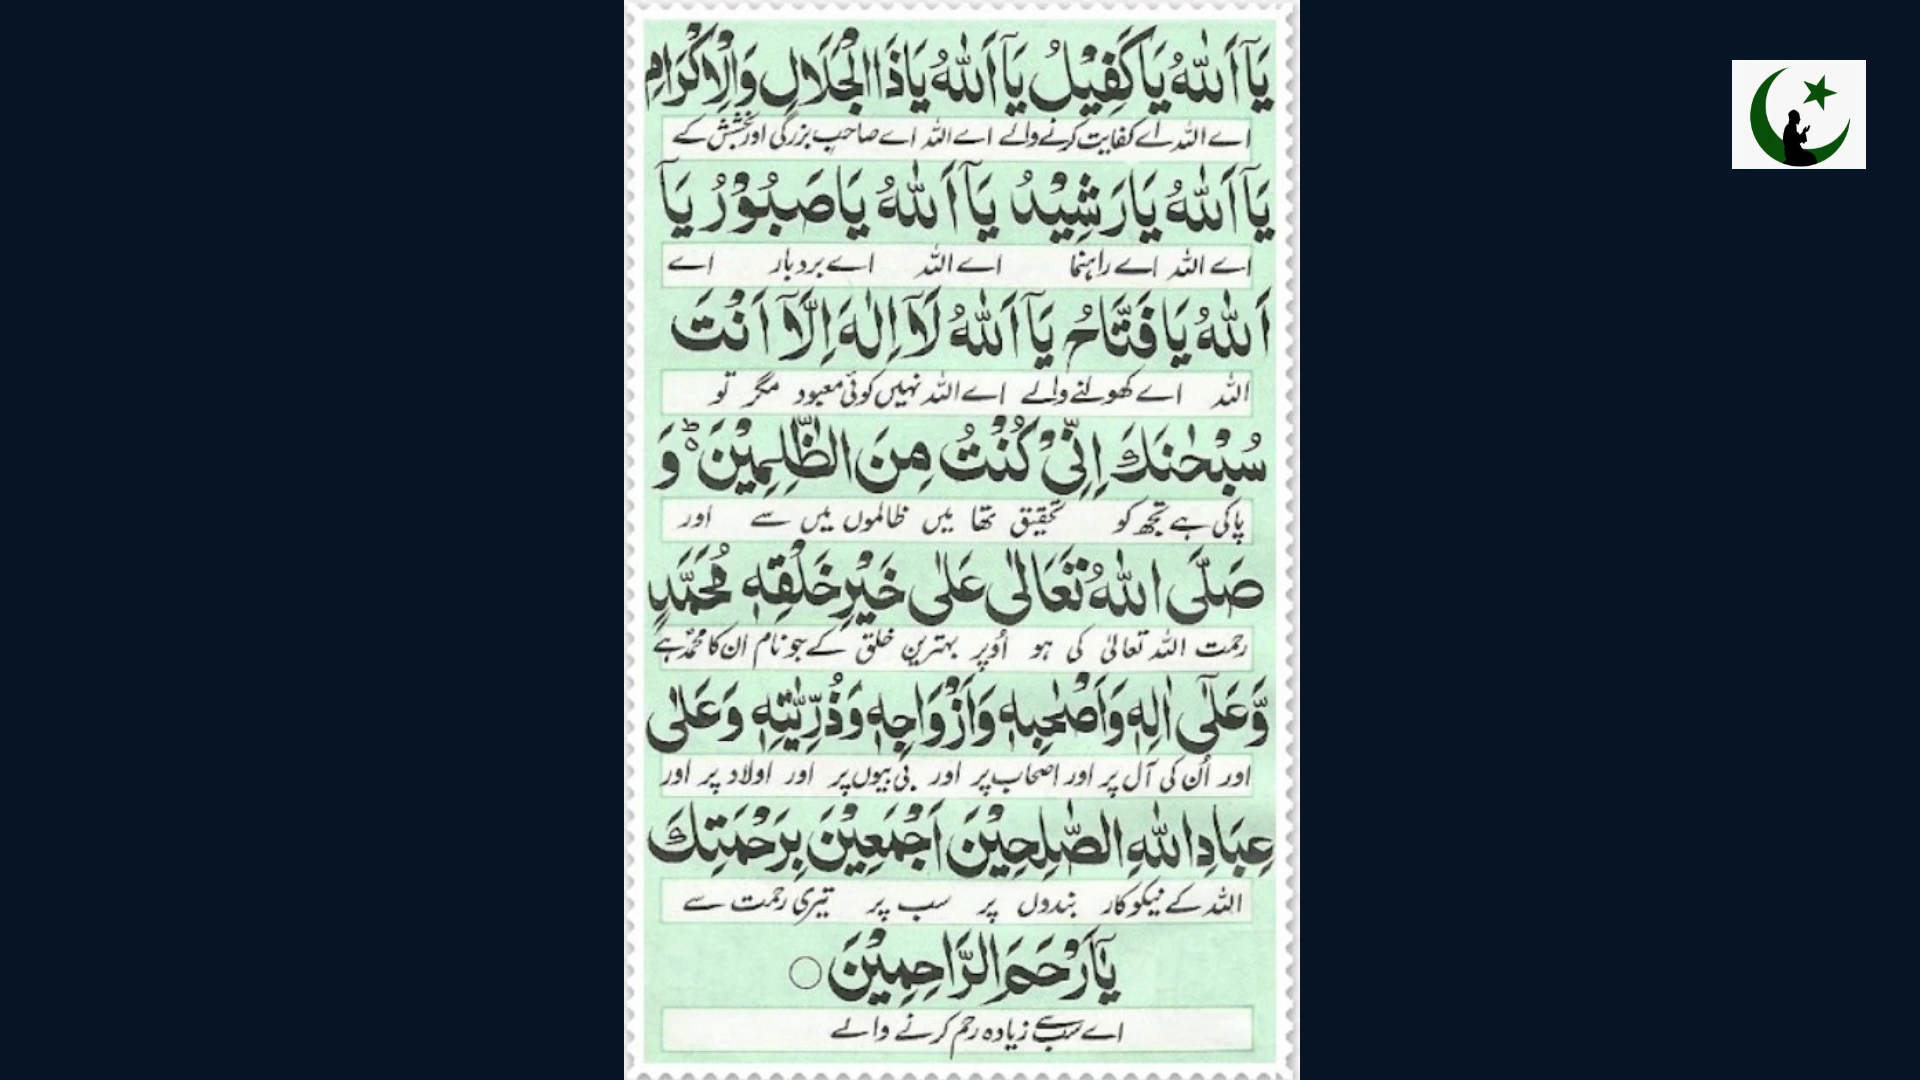 يَآ اَللّٰهُ يَا كَفِيْلُ يَآ اَللّٰهُ يَا ذَا الْجَلَالِ وَالْاِكْرَامِ
اے اللہ اے کفایت کرنے والے اے اللہ اے صاحب بزرگی اور بخشش کے
يَآ اَللّٰهُ يَا رَشِيْدُ يَآ اَللّٰهُ يَا صَبُوْرُ يَآ
اے اللہ اے راہنما اے اللہ اے بردبار اے
اَللّٰهُ يَا فَتَّاحُ يَآ اَللّٰهُ لَآ اِلٰهَ اِلَّآ اَنْتَ
اللہ اے کھولنے والے اے اللہ نہیں کوئی معبود مگر تو
سُبْحٰنَكَ اِنِّىْ كُنْتُ مِنَ الظّٰلِمِيْنَ ؕ وَ
پاکی ہے تجھ کو تحقیق تھا میں ظالموں میں سے اور
صَلَّى اللّٰهُ تَعَالٰى عَلٰى خَيْرِ خَلْقِهٖ مُحَمَّدٍ
رحمت اللہ تعالیٰ کی ہو اُوپر بہترین خلق کے جو نام ان کا محمدؐ ہے
وَّعَلٰٓى اٰلِهٖ وَاَصْحٰبِهٖ وَاَزْوَاجِهٖ وَذُرِّيّٰتِهٖ وَعَلٰى
اور اُن کی آل پر اور اصحاب پر اور بی بیوں پر اور اولاد پر اور
عِبَادِ اللّٰهِ الصّٰلِحِيْنَ اَجْمَعِيْنَ بِرَحْمَتِكَ
اللہ کے نیکوکار بندوں پر سب پر تیری رحمت سے
يٰٓاَرْحَمَ الرَّاحِمِيْنَ ○
اے سب سے زیادہ رحم کرنے والے